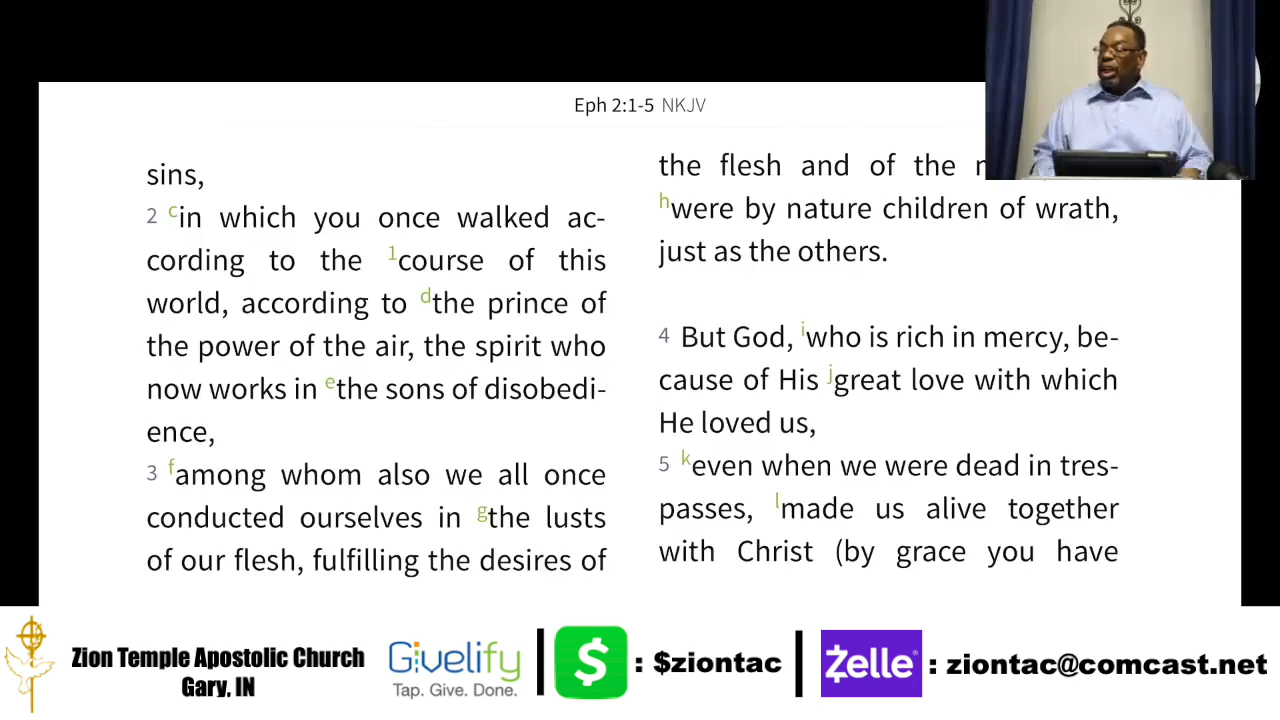 Eph 2:1-5 NKJV
sins,
2 cin which you once walked ac-
cording to the 1course of this
world, according to dthe prince of
the power of the air, the spirit who
now works in ethe sons of disobedi-
ence,
3 famong whom also we all once
conducted ourselves in gthe lusts
of our flesh, fulfilling the desires of
the flesh and of the
hwere by nature children of wrath,
just as the others.
4 But God, iwho is rich in mercy, be-
cause of His jgreat love with which
He loved us,
5 keven when we were dead in tres-
passes, lmade us alive together
with Christ (by grace you have
Zion Temple Apostolic Church
Gary, IN
Givelify
Tap. Give. Done.
$ : $ziontac
Zelle : ziontac@comcast.net